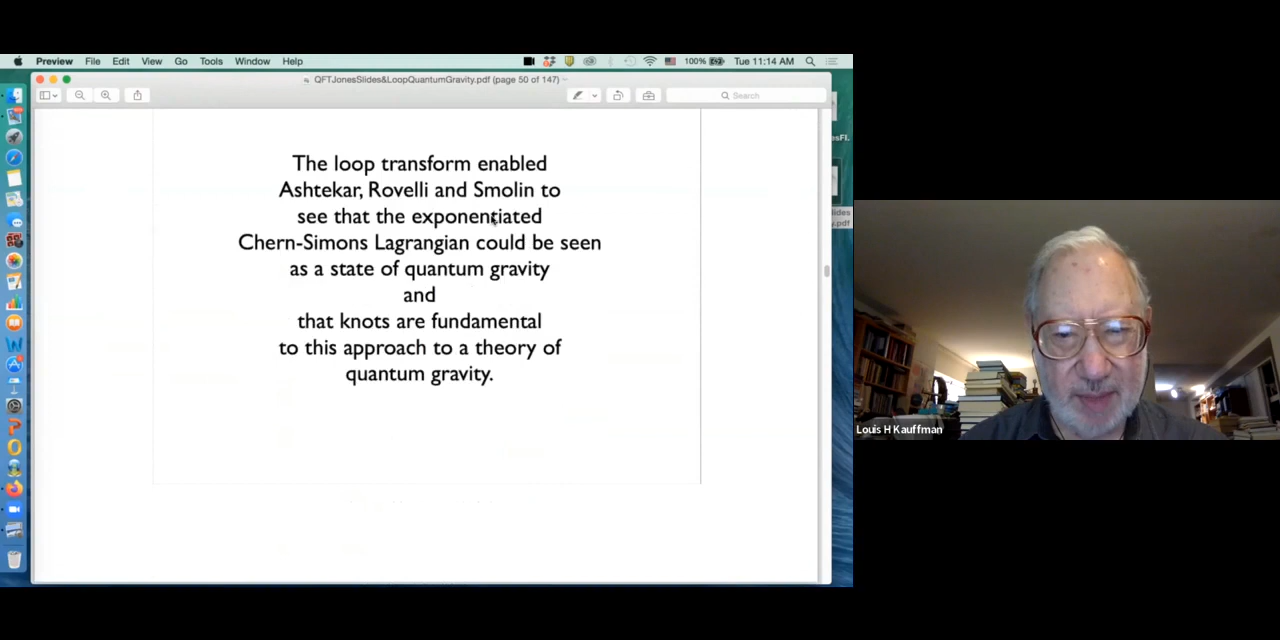 Preview File Edit View Go Tools Window Help
100% Tue 11:14 AM
QFTJonesSlides&LoopQuantumGravity.pdf (page 50 of 147)
Search
The loop transform enabled
Ashtekar, Rovelli and Smolin to
see that the exponentiated
Chern-Simons Lagrangian could be seen
as a state of quantum gravity
and
that knots are fundamental
to this approach to a theory of
quantum gravity.
Louis H Kauffman